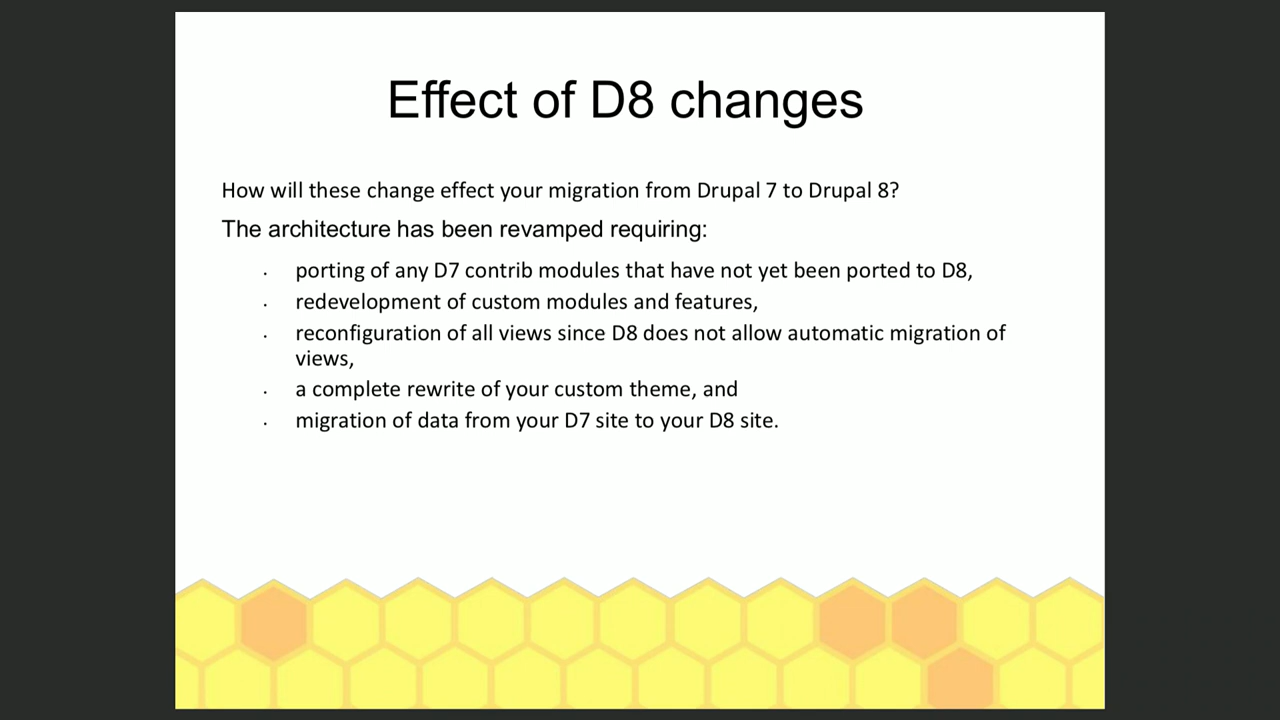 Effect of D8 changes
How will these change effect your migration from Drupal 7 to Drupal 8?
The architecture has been revamped requiring:
· porting of any D7 contrib modules that have not yet been ported to D8,
· redevelopment of custom modules and features,
· reconfiguration of all views since D8 does not allow automatic migration of
views,
· a complete rewrite of your custom theme, and
· migration of data from your D7 site to your D8 site.